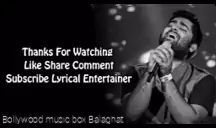 Thanks For Watching
Like Share Comment
Subscribe Lyrical Entertainer
Bollywood music box Balaghat